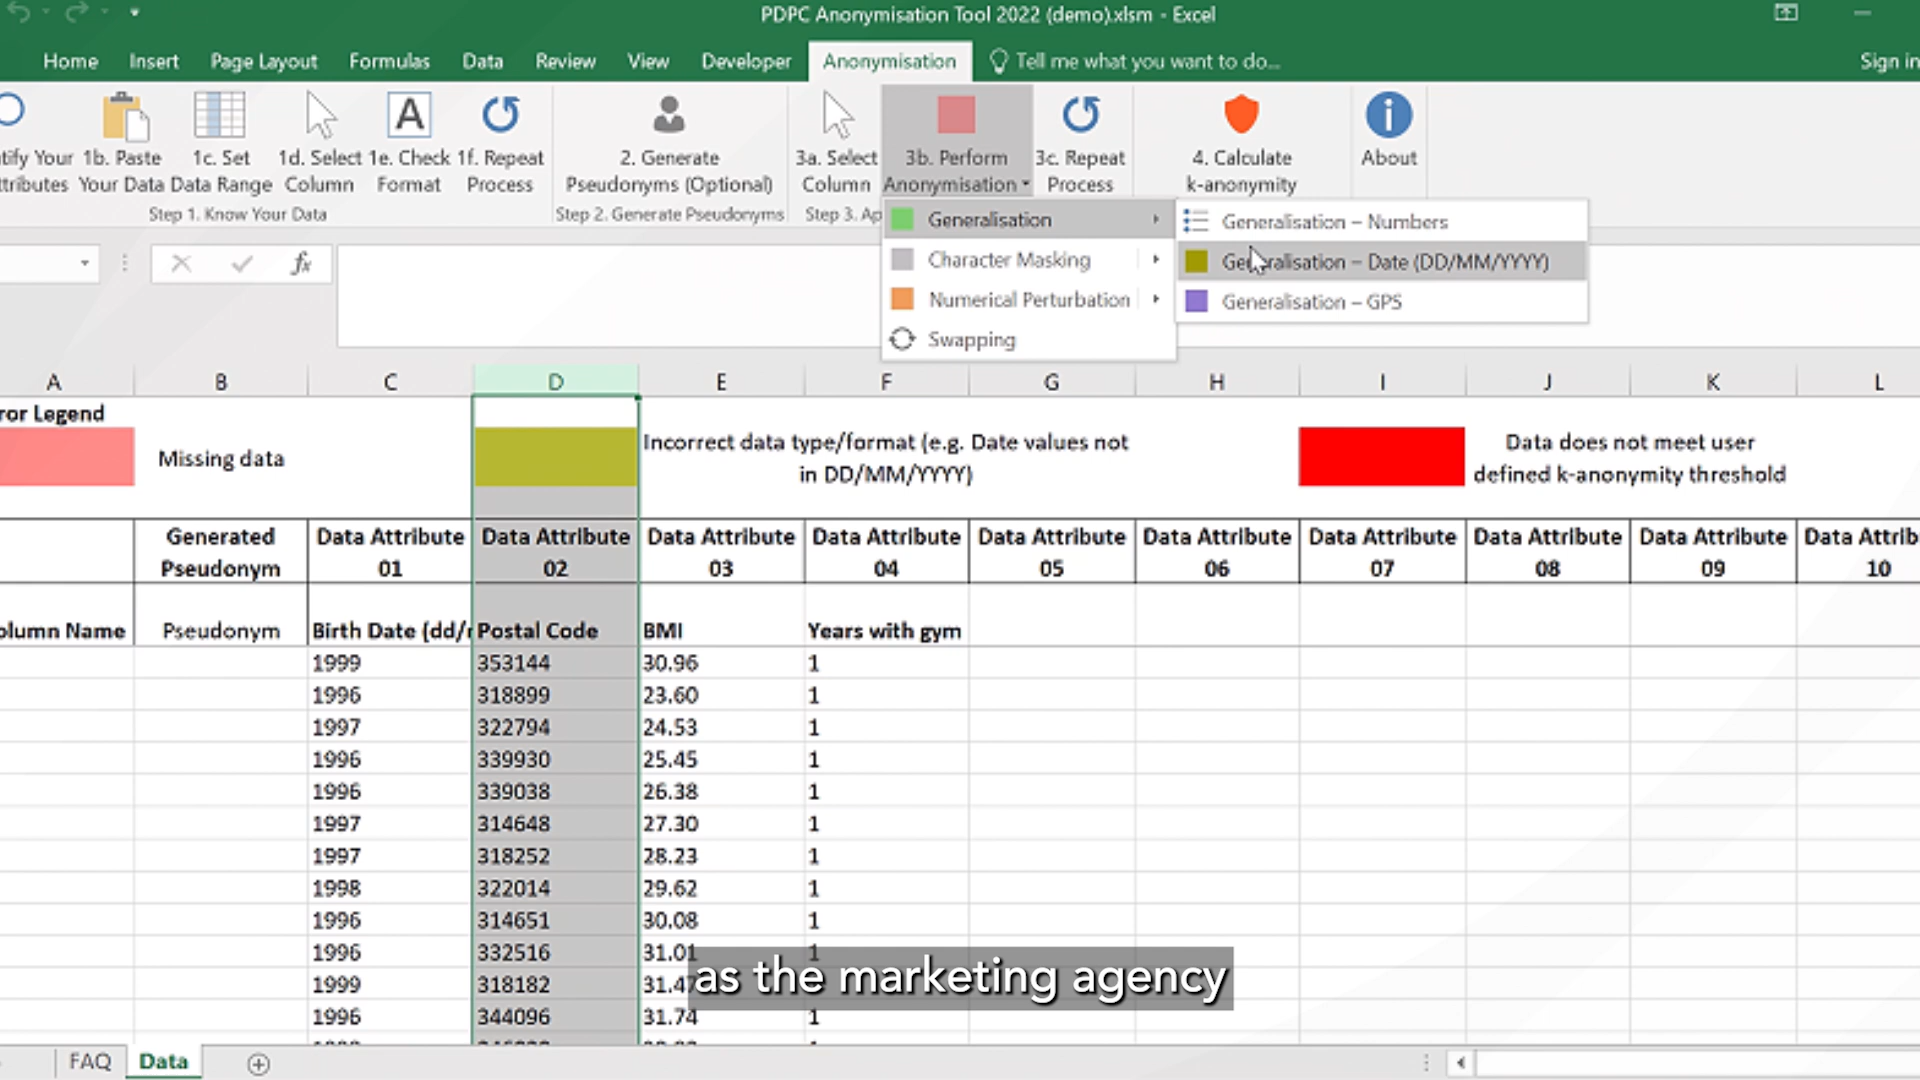 PDPC Anonymisation Tool 2022 (demo).xlsm - Excel
Home Insert Page Layout Formulas Data Review View Developer Anonymisation Tell me what you want to do... Sign in
tify Your 1b. Paste 1c. Set 1d. Select 1e. Check 1f. Repeat 2. Generate 3a. Select 3b. Perform 3c. Repeat 4. Calculate About
ttributes Your Data Data Range Column Format Process Pseudonyms (Optional) Column Anonymisation Process k-anonymity
Step 1. Know Your Data Step 2. Generate Pseudonyms Step 3. Ap
Generalisation Generalisation – Numbers
Character Masking Generalisation – Date (DD/MM/YYYY)
Numerical Perturbation Generalisation – GPS
Swapping
fx
A B C D E F G H I J K L
ror Legend
Missing data
Incorrect data type/format (e.g. Date values not
in DD/MM/YYYY)
Data does not meet user
defined k-anonymity threshold
Generated Data Attribute Data Attribute Data Attribute Data Attribute Data Attribute Data Attribute Data Attribute Data Attribute Data Attribute Data Attrib
Pseudonym 01 02 03 04 05 06 07 08 09 10
olumn Name Pseudonym Birth Date (dd/r Postal Code BMI Years with gym
1999 353144 30.96 1
1996 318899 23.60 1
1997 322794 24.53 1
1996 339930 25.45 1
1996 339038 26.38 1
1997 314648 27.30 1
1997 318252 28.23 1
1998 322014 29.62 1
1996 314651 30.08 1
1996 332516 31.01 1
1999 318182 31.47
1996 344096 31.74 1
as the marketing agency
FAQ Data